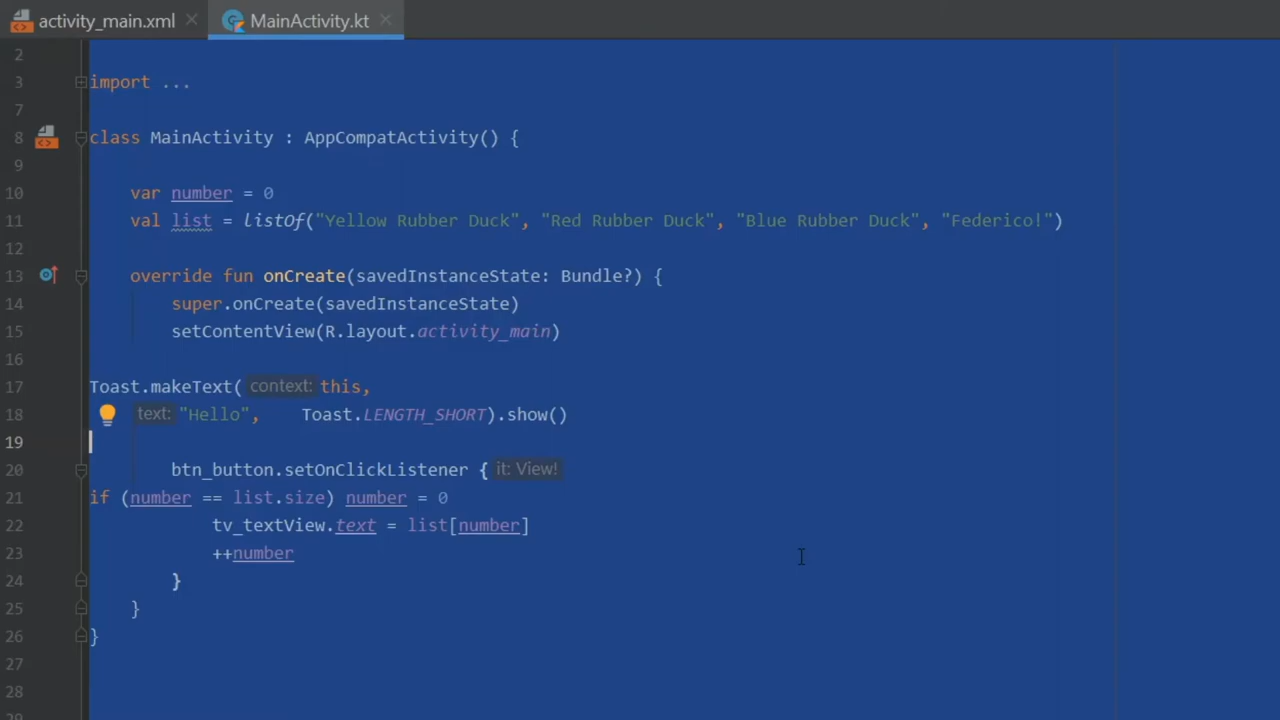 activity_main.xml MainActivity.kt
2
3 import ...
7
8 class MainActivity : AppCompatActivity() {
9
10 var number = 0
11 val list = listOf("Yellow Rubber Duck", "Red Rubber Duck", "Blue Rubber Duck", "Federico!")
12
13 override fun onCreate(savedInstanceState: Bundle?) {
14 super.onCreate(savedInstanceState)
15 setContentView(R.layout.activity_main)
16
17 Toast.makeText( context: this,
18 text: "Hello", Toast.LENGTH_SHORT).show()
19
20 btn_button.setOnClickListener { it: View!
21 if (number == list.size) number = 0
22 tv_textView.text = list[number]
23 ++number
24 }
25 }
26 }
27
28
29